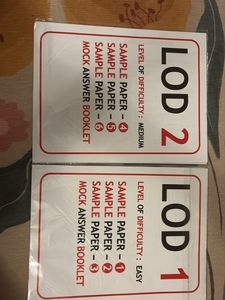 LOD 2
LEVEL OF DIFFICULTY : MEDIUM
SAMPLE PAPER - 4
SAMPLE PAPER - 5
SAMPLE PAPER - 6
MOCK ANSWER BOOKLET
LOD 1
LEVEL OF DIFFICULTY : EASY
SAMPLE PAPER - 1
SAMPLE PAPER - 2
SAMPLE PAPER - 3
MOCK ANSWER BOOKLET